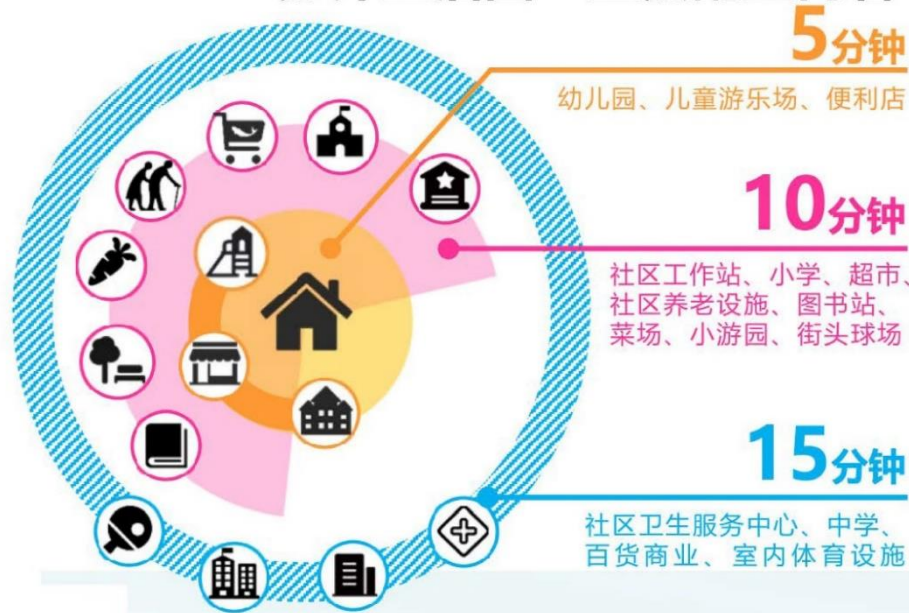 5分钟
幼儿园、儿童游乐场、便利店
10分钟
社区工作站、小学、超市、
社区养老设施、图书站、
菜场、小游园、街头球场
15分钟
社区卫生服务中心、中学、
百货商业、室内体育设施